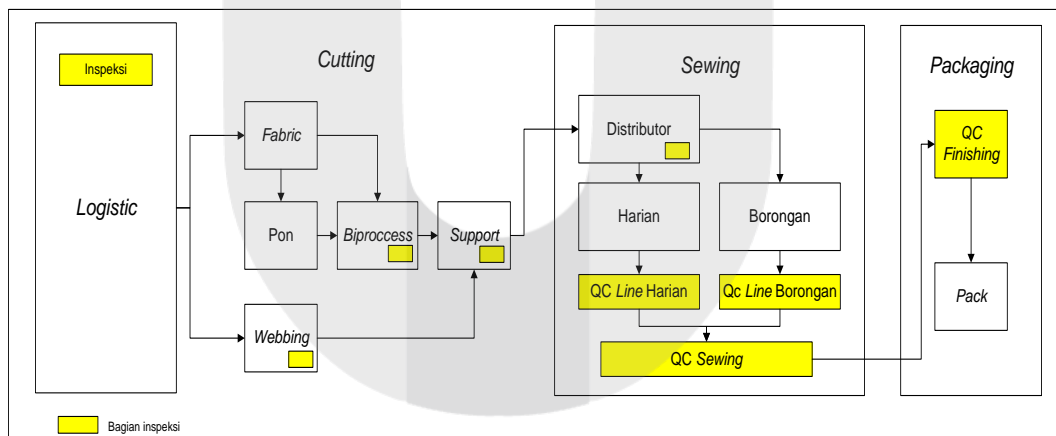 Inspeksi
Logistic
Cutting
Fabric
Pon
Biproccess
Support
Webbing
Sewing
Distributor
Harian
Borongan
QC Line Harian
Qc Line Borongan
QC Sewing
Packaging
QC
Finishing
Pack
Bagian inspeksi